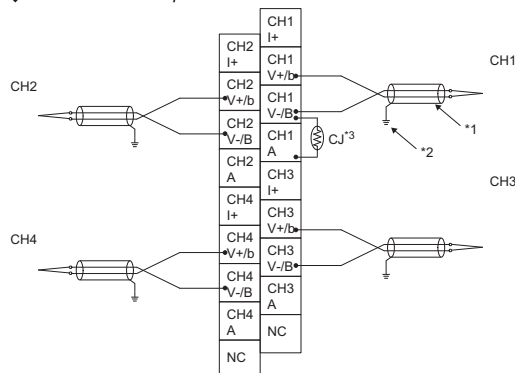 CH1
I+
CH2
I+
CH1
V+/b
CH1
CH2
CH2
V+/b
CH1
V-/B
*1
CH2
V-/B
CH1
A
CJ*3
*2
CH2
A
CH3
I+
CH3
CH4
I+
CH3
V+/b
CH4
CH4
V+/b
CH3
V-/B
CH4
V-/B
CH3
A
CH4
A
NC
NC